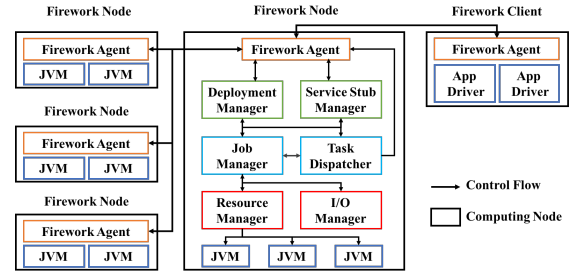 Firework Node
Firework Agent
JVM
JVM
Firework Node
Firework Agent
JVM
JVM
Firework Node
Firework Agent
JVM
JVM
Firework Node
Firework Agent
Deployment
Manager
Service Stub
Manager
Job
Manager
Task
Dispatcher
Resource
Manager
I/O
Manager
JVM
JVM
JVM
Firework Client
Firework Agent
App
Driver
App
Driver
Control Flow
Computing Node